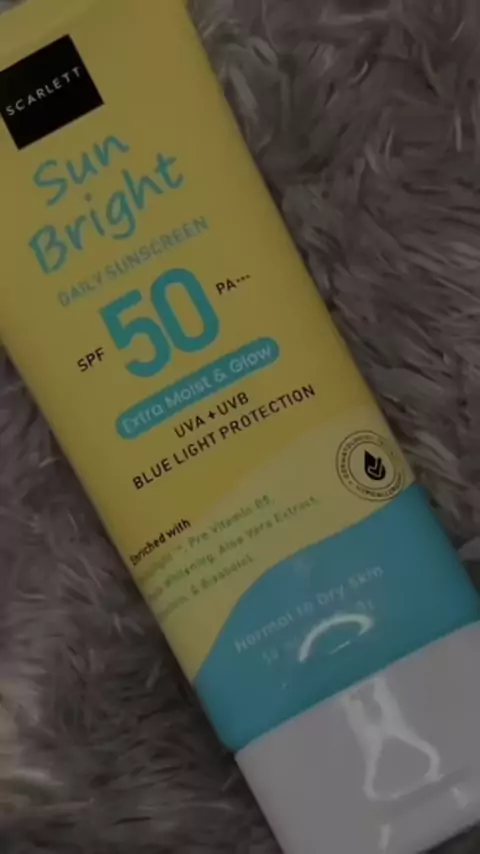 SCARLETT
Sun
Bright
DAILY SUNSCREEN
SPF 50 PA+++
Extra Moist & Glow
UVA + UVB
BLUE LIGHT PROTECTION
Enriched with
Pro Vitamin B5,
Whitening, Aloe Vera Extract,
& Bisabolol
Normal to Dry Skin